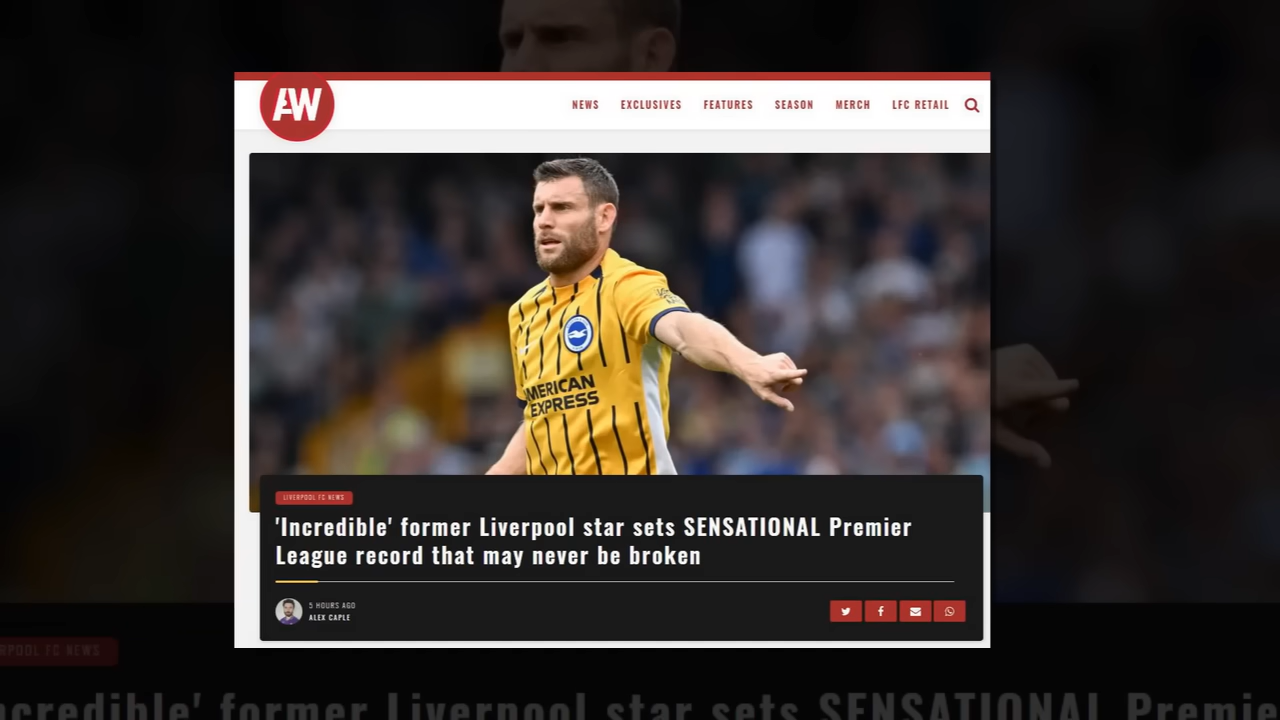 AW
NEWS EXCLUSIVES FEATURES SEASON MERCH LFC RETAIL
AMERICAN
EXPRESS
LIVERPOOL FC NEWS
'Incredible' former Liverpool star sets SENSATIONAL Premier
League record that may never be broken
5 HOURS AGO
ALEX CAPLE
RPOOL FC NEWS
ncredible' former Liverpool star sets SENSATIONAL Premie